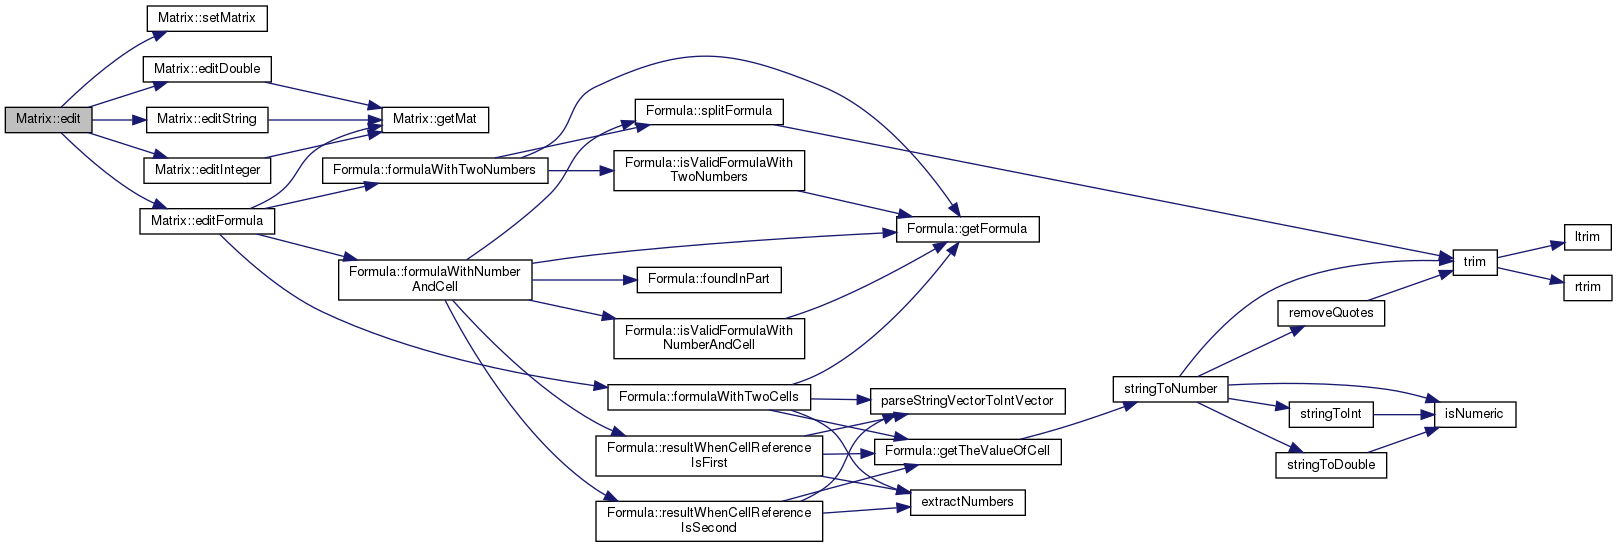 Matrix::setMatrix
Matrix::editDouble
Matrix::edit
Matrix::editString
Matrix::getMat
Matrix::editInteger
Matrix::editFormula
Formula::formulaWithTwoNumbers
Formula::splitFormula
Formula::isValidFormulaWith
TwoNumbers
Formula::getFormula
Formula::formulaWithNumber
AndCell
Formula::foundInPart
Formula::isValidFormulaWith
NumberAndCell
Formula::formulaWithTwoCells
Formula::resultWhenCellReference
IsFirst
Formula::resultWhenCellReference
IsSecond
parseStringVectorToIntVector
Formula::getTheValueOfCell
extractNumbers
stringToNumber
trim
ltrim
rtrim
removeQuotes
stringToInt
isNumeric
stringToDouble